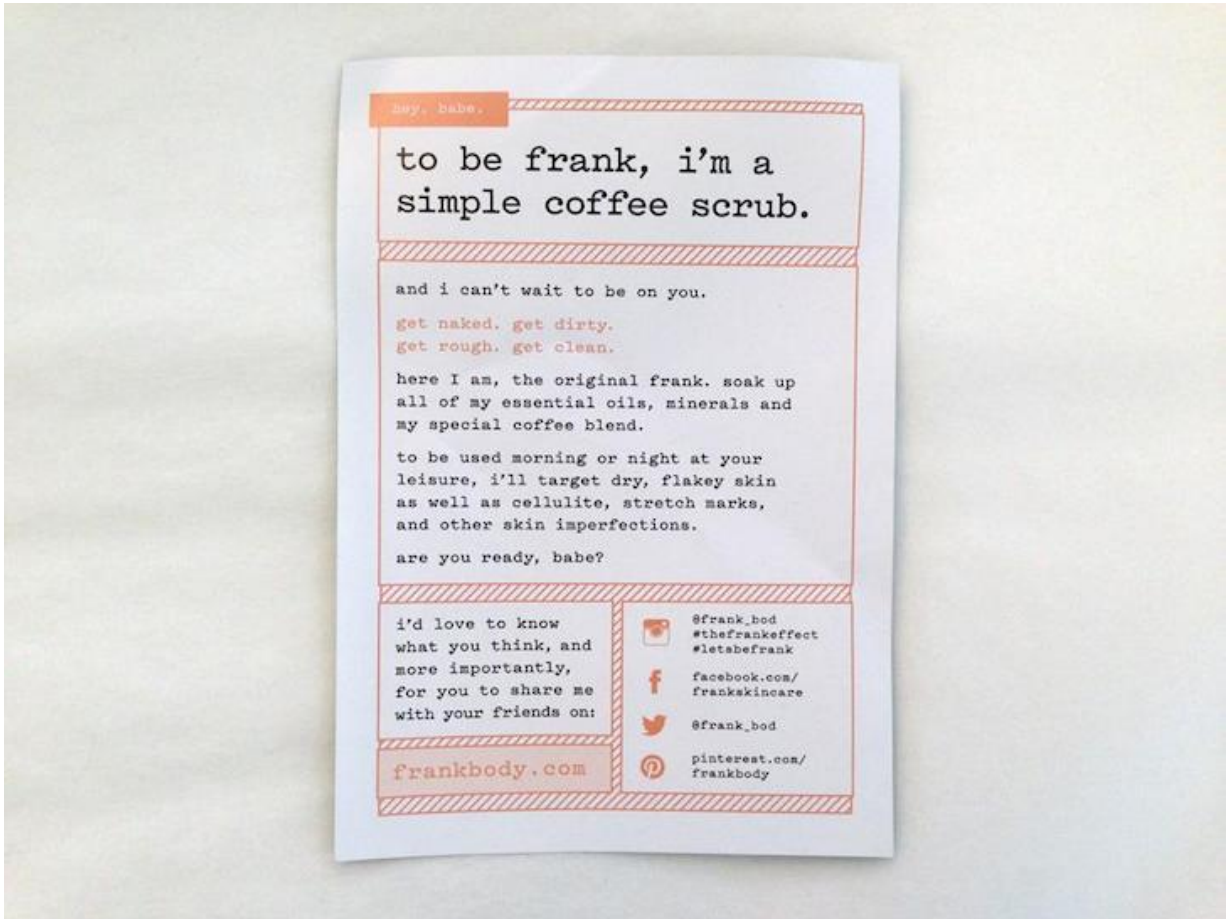 hey. babe.
to be frank, i'm a
simple coffee scrub.
and i can't wait to be on you.
get naked. get dirty.
get rough. get clean.
here I am, the original frank. soak up
all of my essential oils, minerals and
my special coffee blend.
to be used morning or night at your
leisure, i'll target dry, flakey skin
as well as cellulite, stretch marks,
and other skin imperfections.
are you ready, babe?
i'd love to know
what you think, and
more importantly,
for you to share me
with your friends on:
frankbody.com
@frank_bod
#thefrankeffect
#letsbefrank
facebook.com/
frankskincare
@frank_bod
pinterest.com/
frankbody